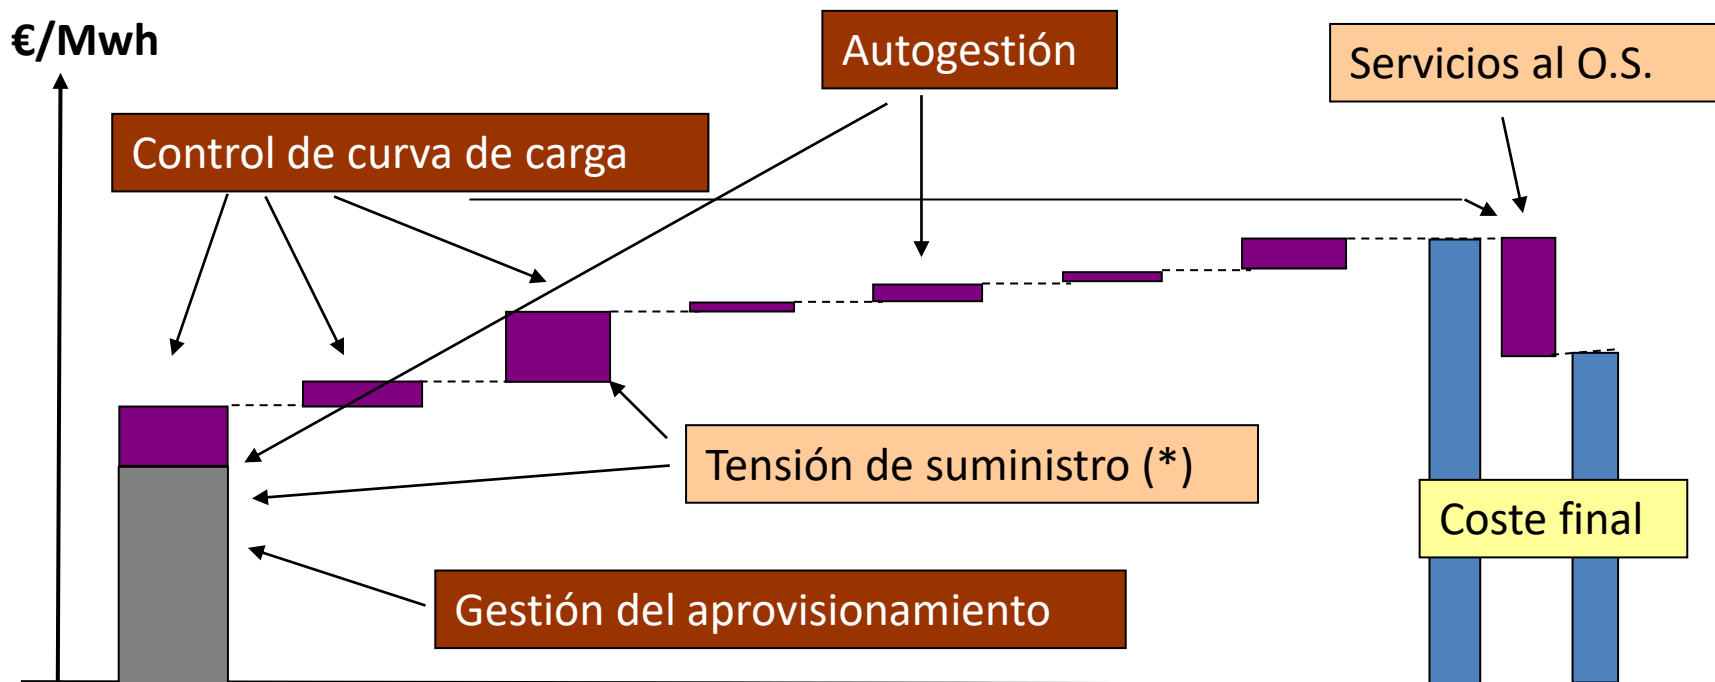 €/Mwh
Autogestión
Servicios al O.S.
Control de curva de carga
Tensión de suministro (*)
Coste final
Gestión del aprovisionamiento